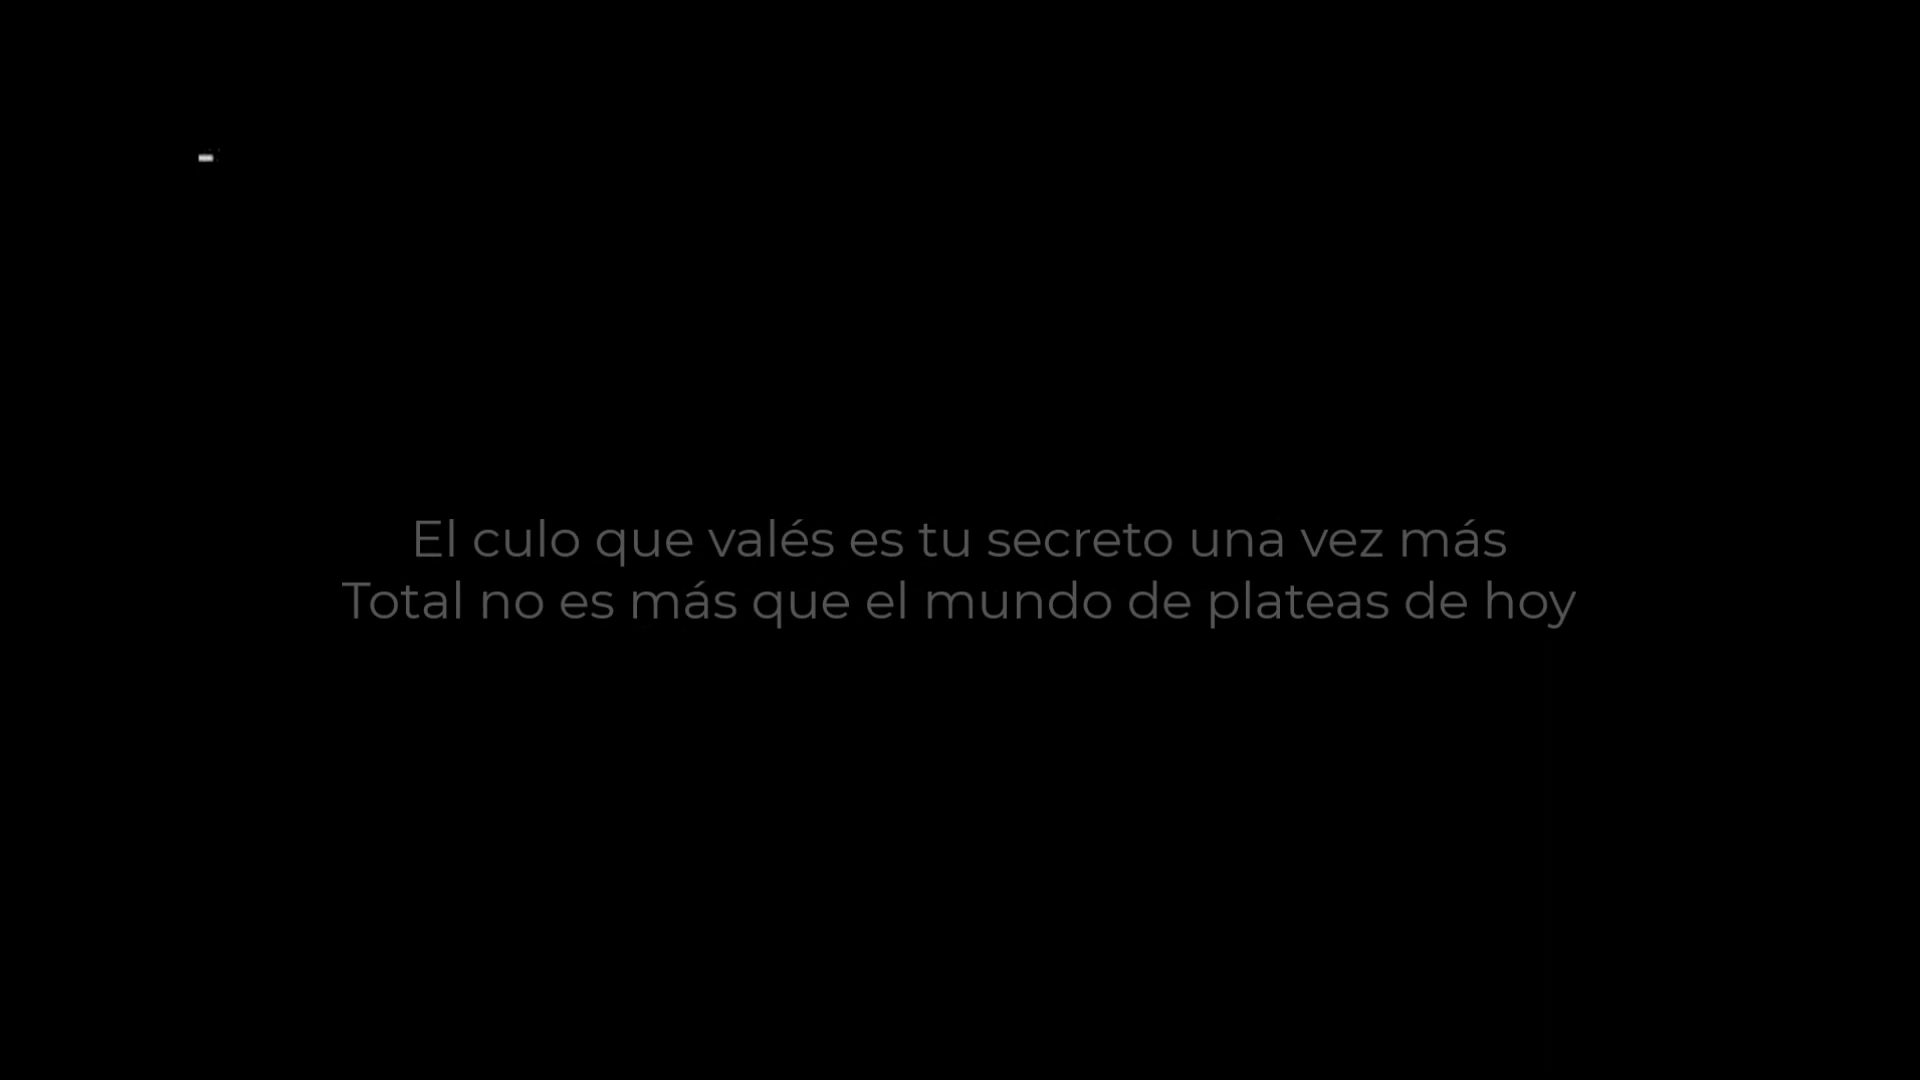 El culo que valés es tu secreto una vez más
Total no es más que el mundo de plateas de hoy